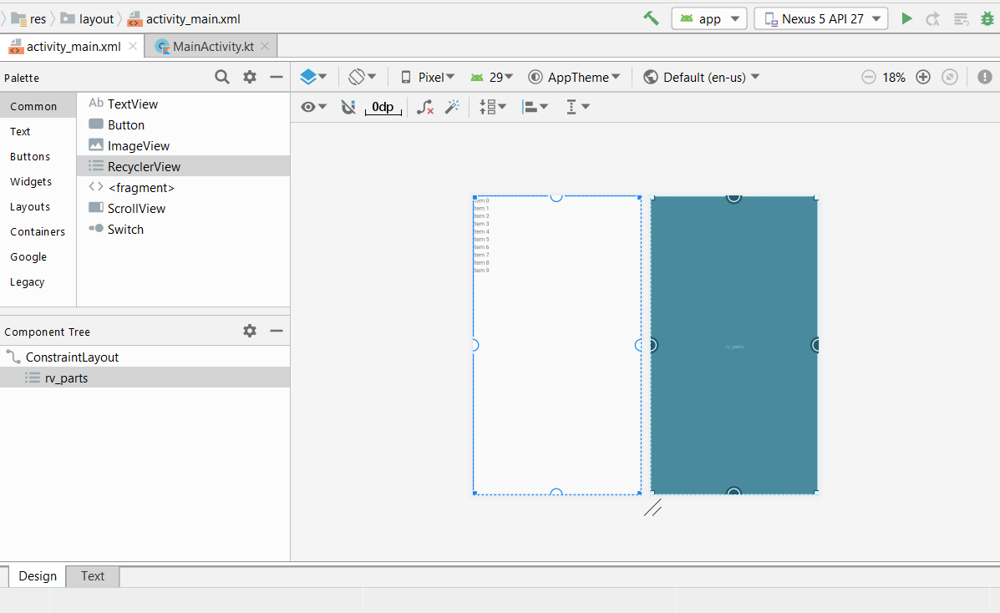 res layout activity_main.xml app Nexus 5 API 27
activity_main.xml MainActivity.kt
Palette Pixel 29 AppTheme Default (en-us) 18%
0dp
Common
Text
Buttons
Widgets
Layouts
Containers
Google
Legacy
Ab TextView
Button
ImageView
RecyclerView
<fragment>
ScrollView
Switch
Component Tree
ConstraintLayout
rv_parts
Item 0
Item 1
Item 2
Item 3
Item 4
Item 5
Item 6
Item 7
Item 8
Item 9
rv_parts
Design Text